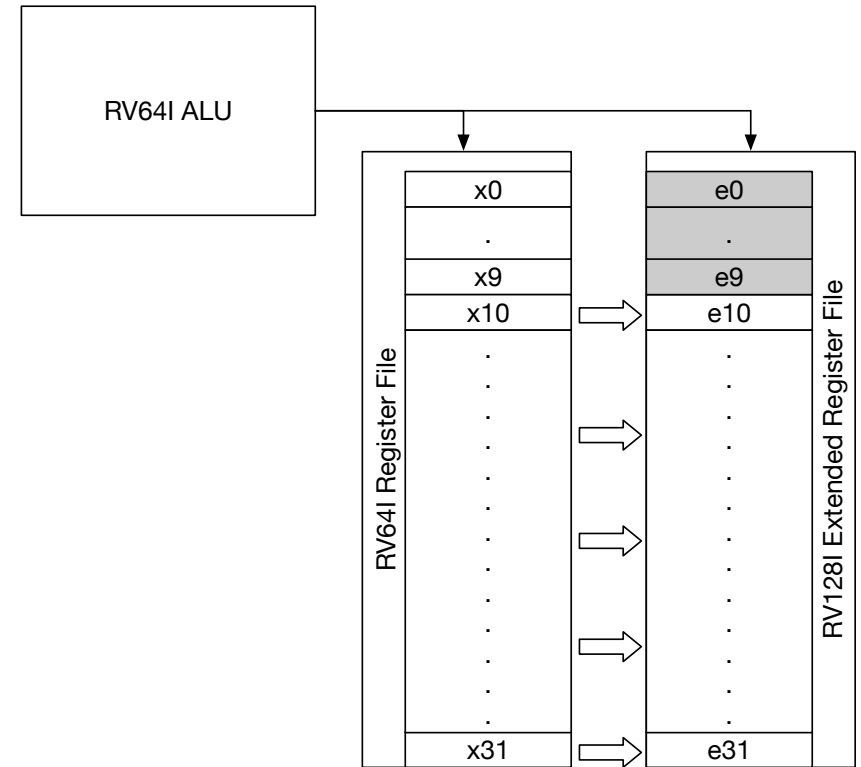 RV64I ALU
RV64I Register File
x0
.
x9
x10
.
.
.
.
.
.
.
.
.
.
.
.
.
x31
e0
.
e9
e10
.
.
.
.
.
.
.
.
.
.
.
.
.
e31
RV128I Extended Register File